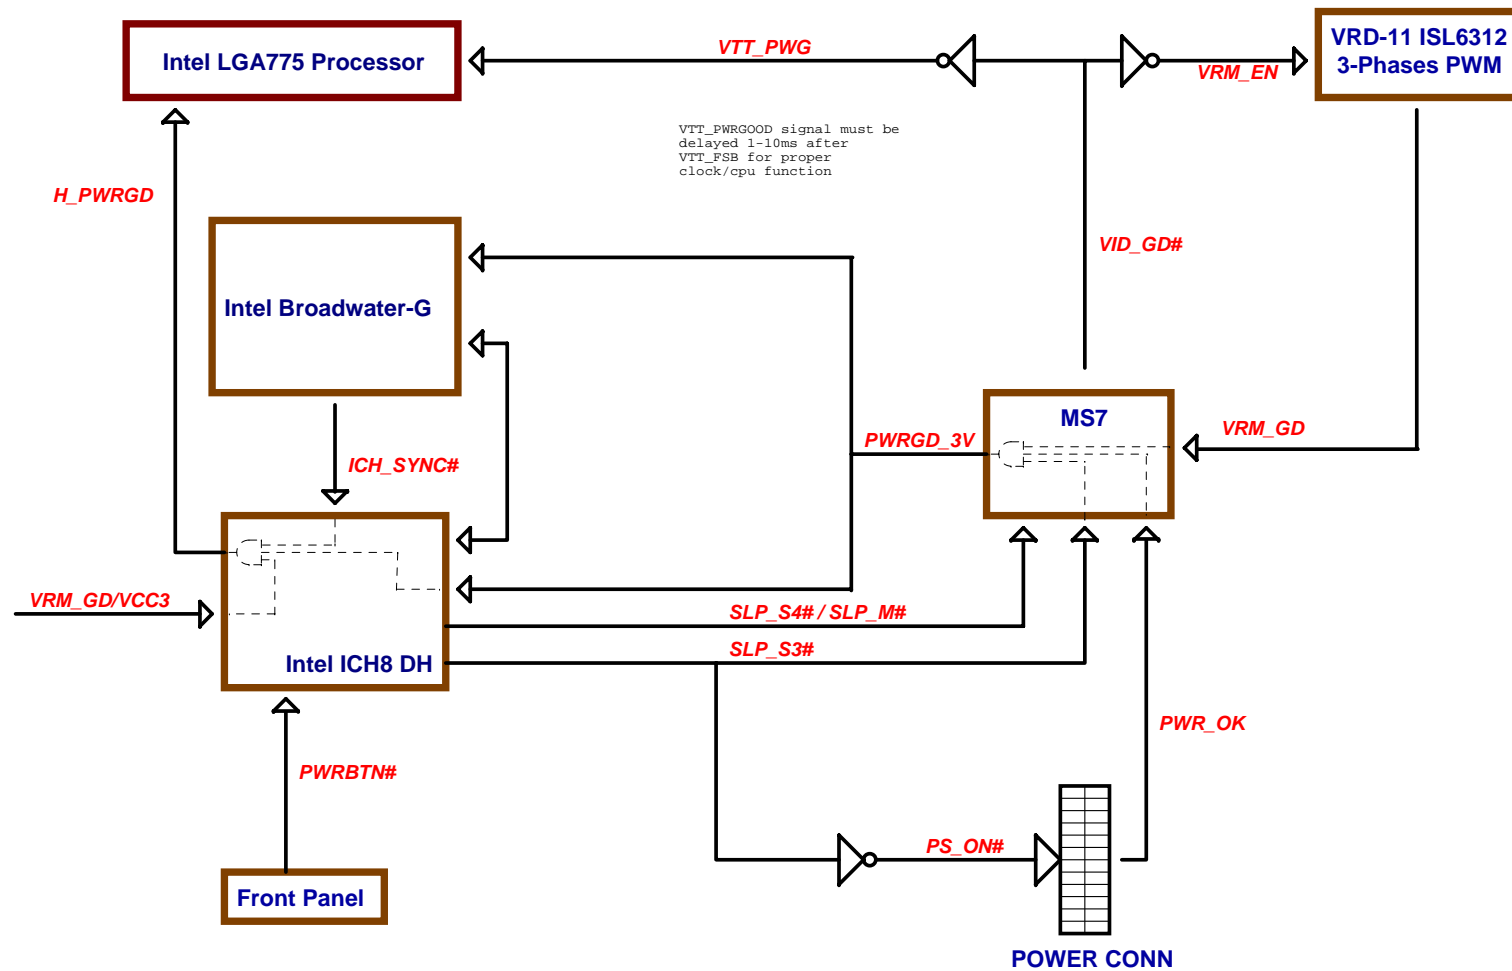 Intel LGA775 Processor
VTT_PWG
VRM_EN
VRD-11 ISL6312
3-Phases PWM
VTT_PWRGOOD signal must be
delayed 1-10ms after
VTT_FSB for proper
clock/cpu function
H_PWRGD
VID_GD#
Intel Broadwater-G
MS7
PWRGD_3V
VRM_GD
ICH_SYNC#
VRM_GD/VCC3
SLP_S4# / SLP_M#
SLP_S3#
Intel ICH8 DH
PWR_OK
PWRBTN#
PS_ON#
Front Panel
POWER CONN